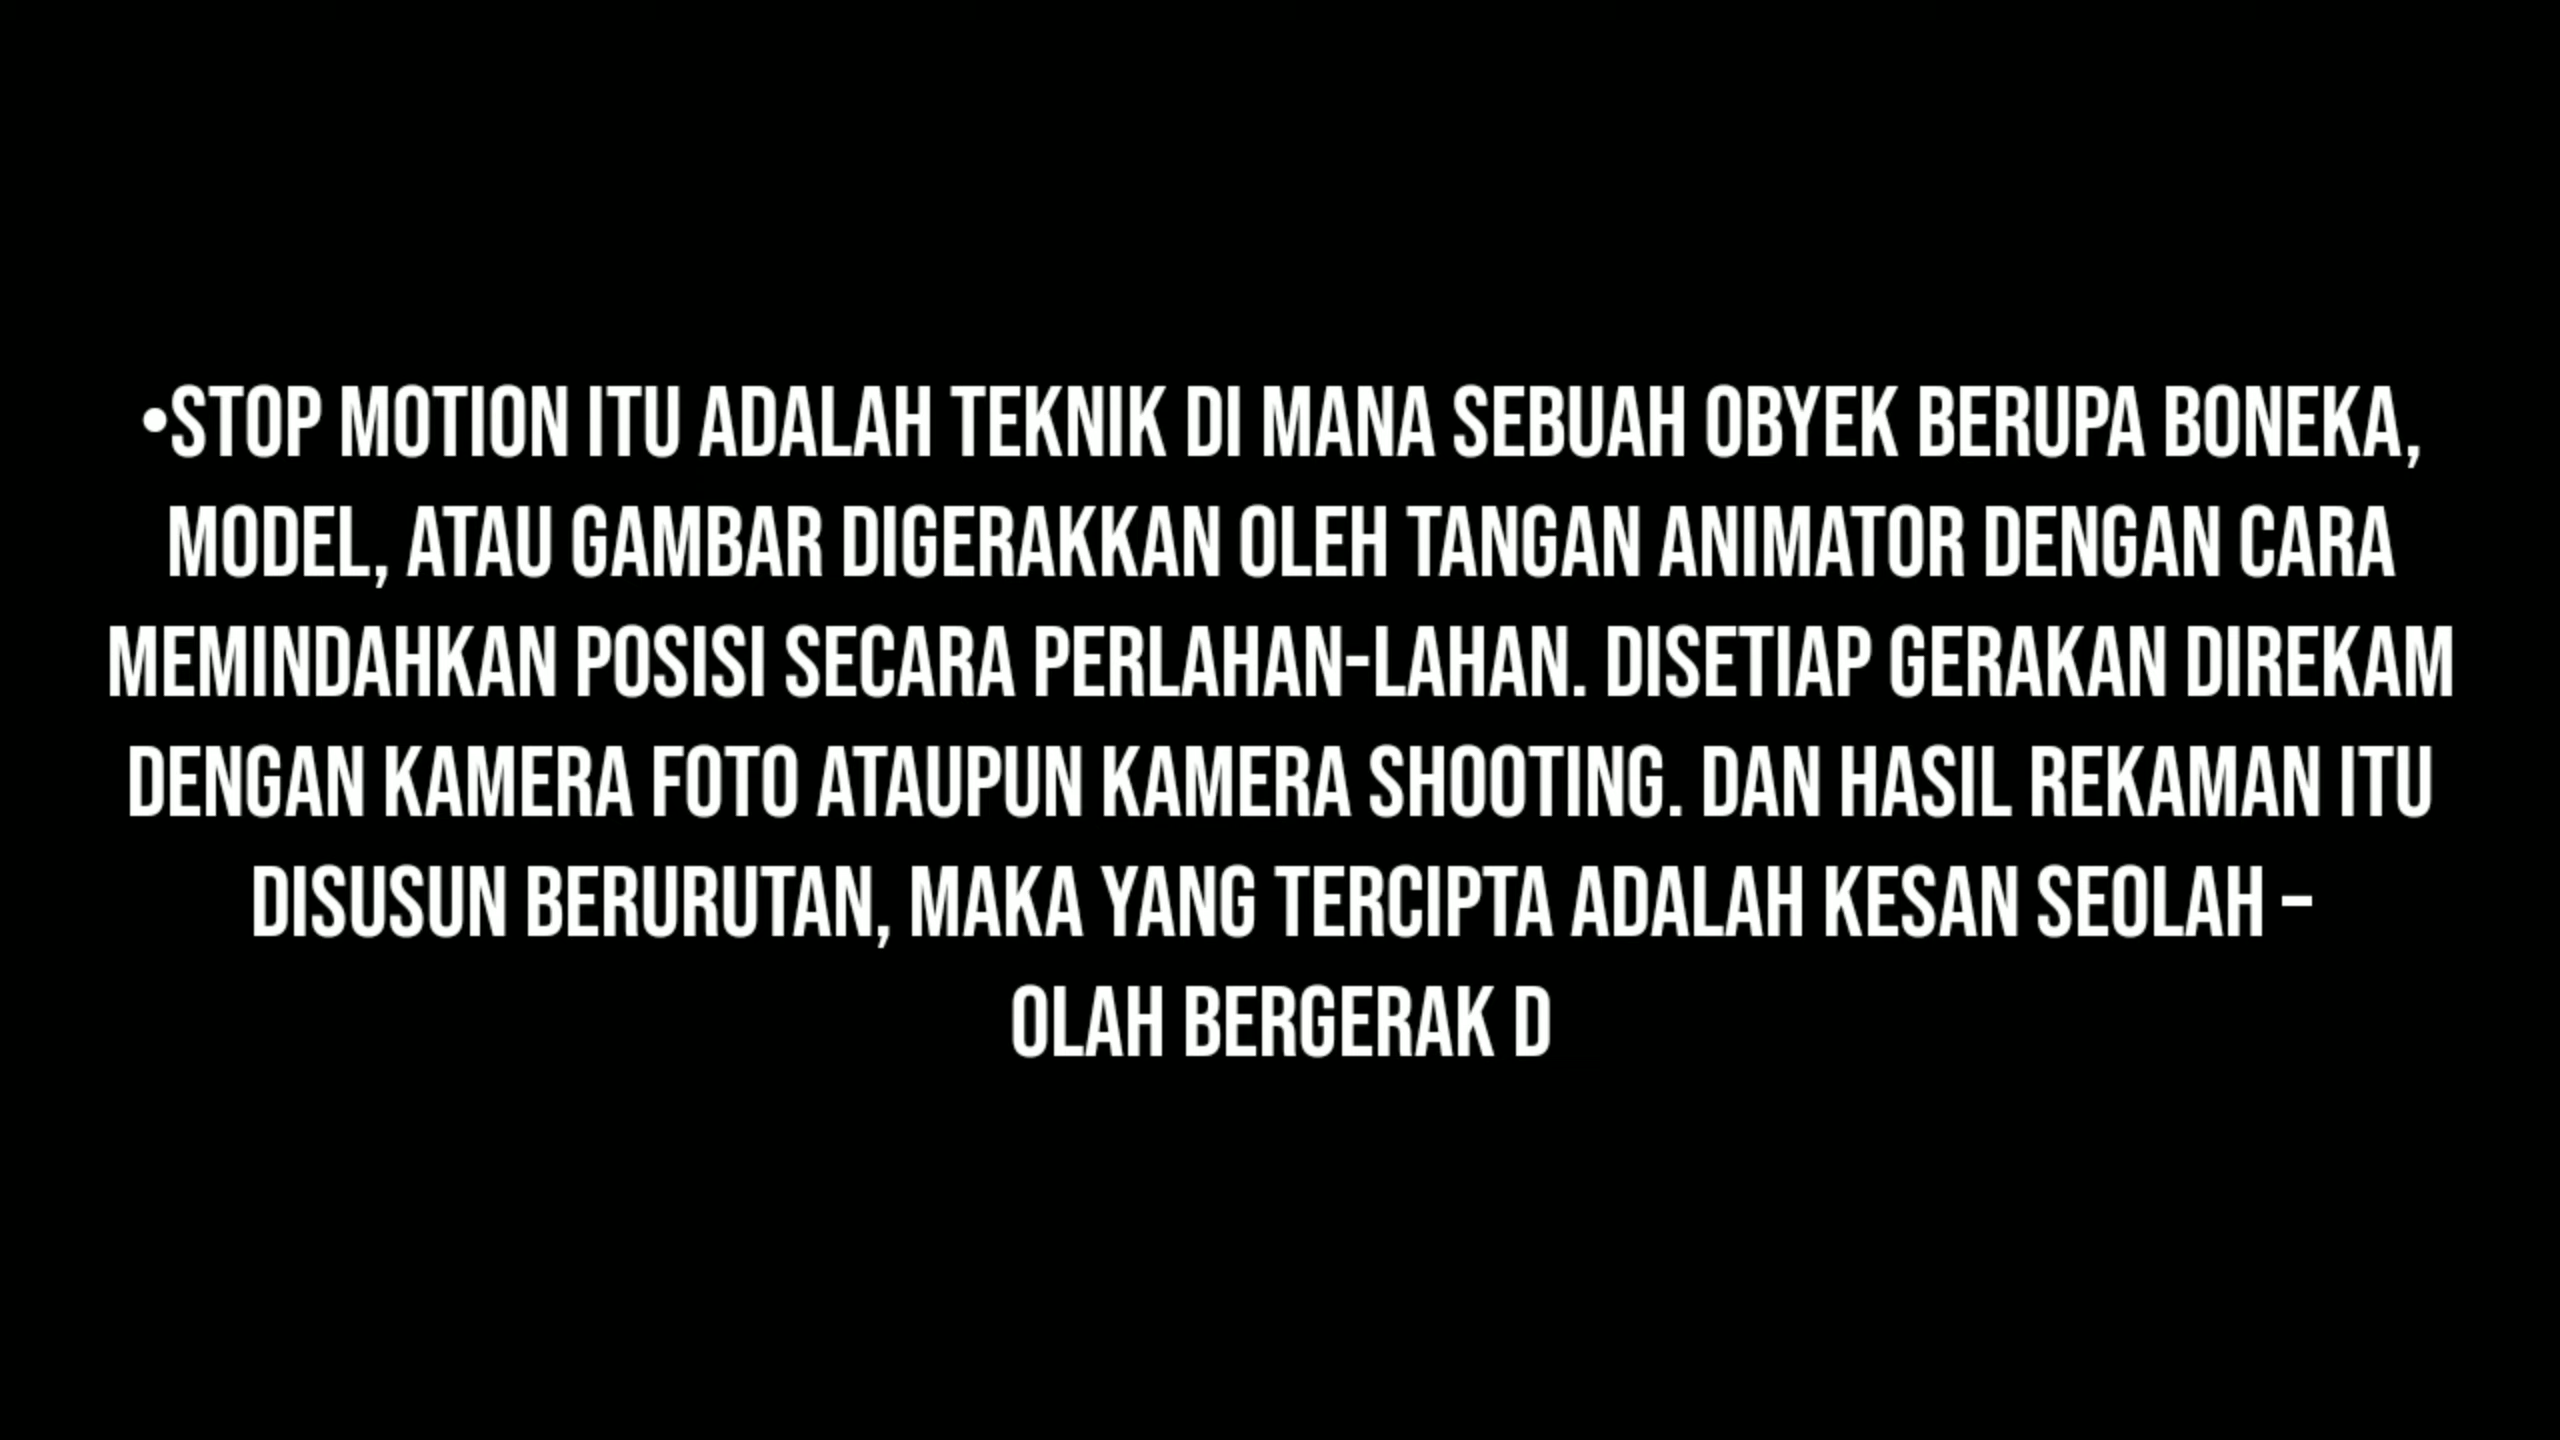 •STOP MOTION ITU ADALAH TEKNIK DI MANA SEBUAH OBYEK BERUPA BONEKA,
MODEL, ATAU GAMBAR DIGERAKKAN OLEH TANGAN ANIMATOR DENGAN CARA
MEMINDAHKAN POSISI SECARA PERLAHAN-LAHAN. DISETIAP GERAKAN DIREKAM
DENGAN KAMERA FOTO ATAUPUN KAMERA SHOOTING. DAN HASIL REKAMAN ITU
DISUSUN BERURUTAN, MAKA YANG TERCIPTA ADALAH KESAN SEOLAH –
OLAH BERGERAK D